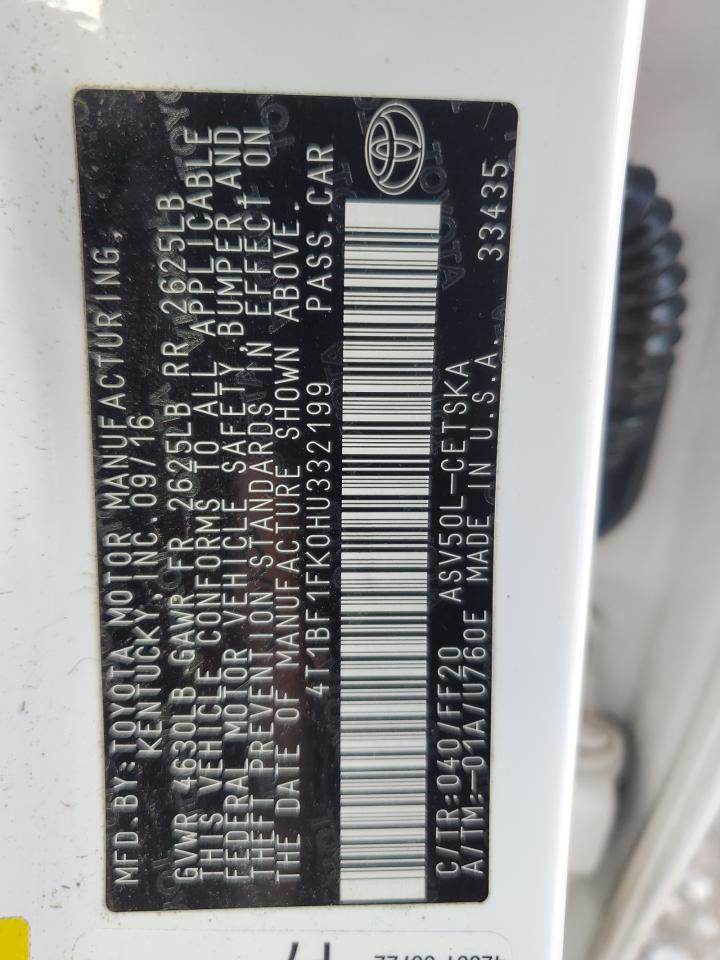 MFD.BY:TOYOTA MOTOR MANUFACTURING,
KENTUCKY, INC.09/16
GVWR 4630LB GAWR FR 2625LB RR 2625LB
THIS VEHICLE CONFORMS TO ALL APPLICABLE
FEDERAL MOTOR VEHICLE SAFETY, BUMPER, AND
THEFT PREVENTION STANDARDS IN EFFECT ON
THE DATE OF MANUFACTURE SHOWN ABOVE.
4T1BF1FK0HU332199 PASS.CAR
C/TR:040/FF20 ASV50L-CETSKA 33435
A/TM:-01A/U760E MADE IN U.S.A.
TOYOTA